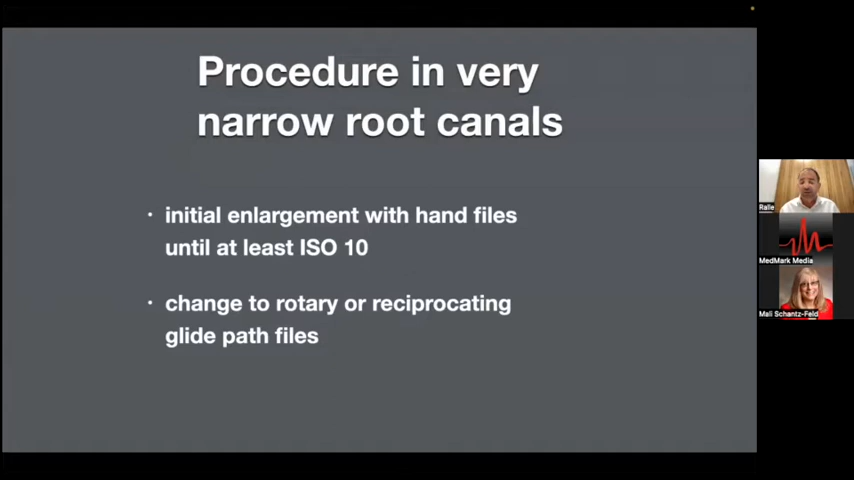 Procedure in very
narrow root canals
· initial enlargement with hand files
until at least ISO 10
· change to rotary or reciprocating
glide path files
Ralle
MedMark Media
Mali Schantz-Feld